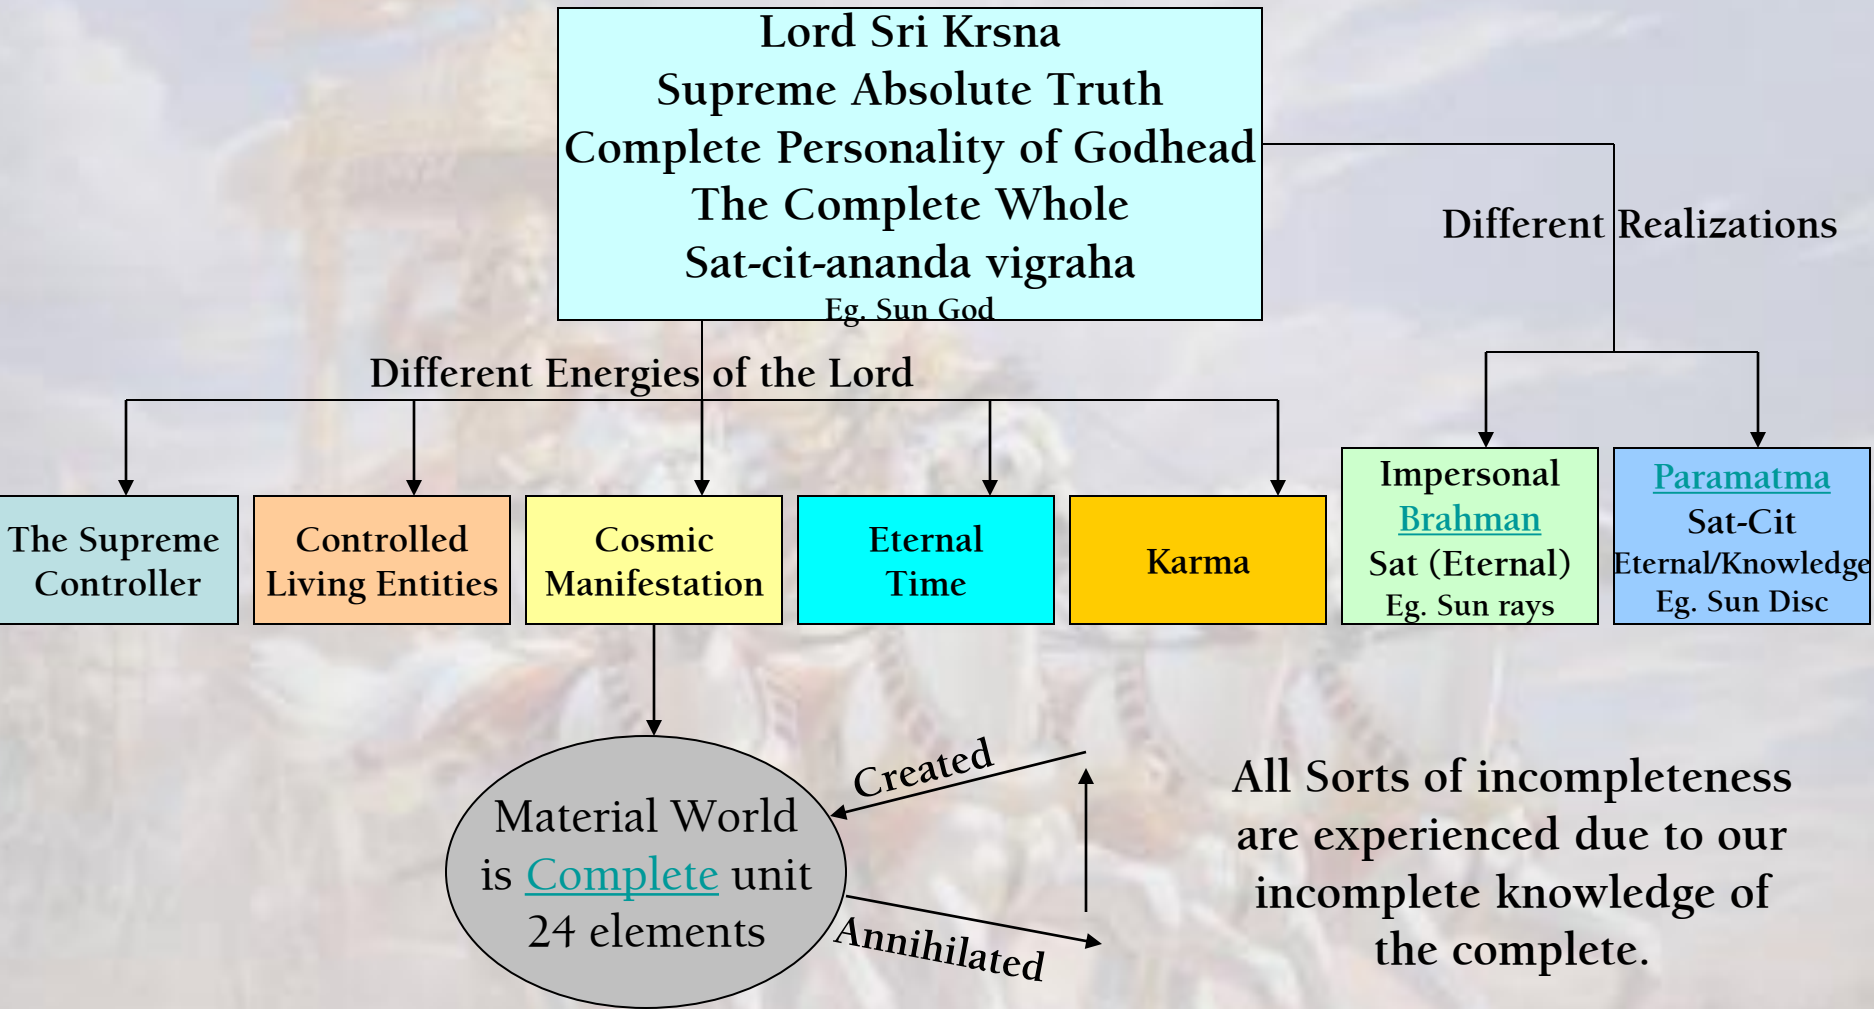 Lord Sri Krsna
Supreme Absolute Truth
Complete Personality of Godhead
The Complete Whole
Sat-cit-ananda vigraha
Eg. Sun God
Different Realizations
Different Energies of the Lord
The Supreme
Controller
Controlled
Living Entities
Cosmic
Manifestation
Eternal
Time
Karma
Impersonal
Brahman
Sat (Eternal)
Eg. Sun rays
Paramatma
Sat-Cit
Eternal/Knowledge
Eg. Sun Disc
Material World
is Complete unit
24 elements
Created
Annihilated
All Sorts of incompleteness
are experienced due to our
incomplete knowledge of
the complete.